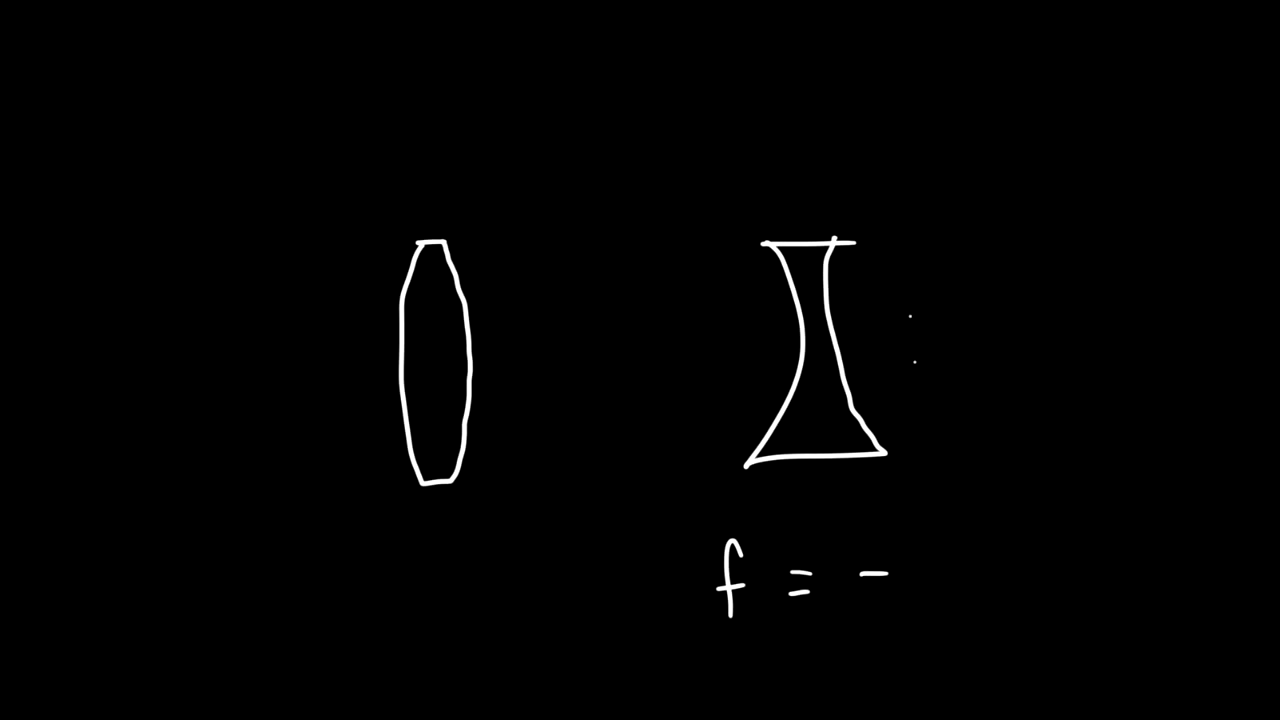 f = -